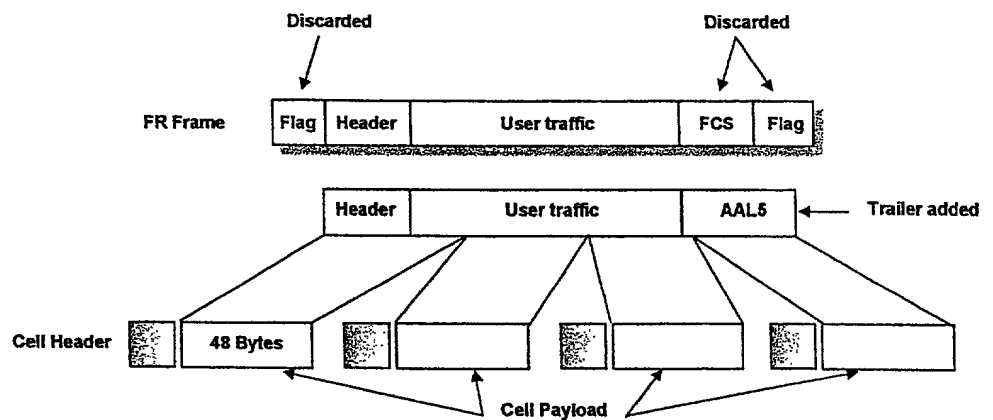 Discarded Discarded
FR Frame Flag Header User traffic FCS Flag
Header User traffic AAL5 Trailer added
Cell Header 48 Bytes
Cell Payload